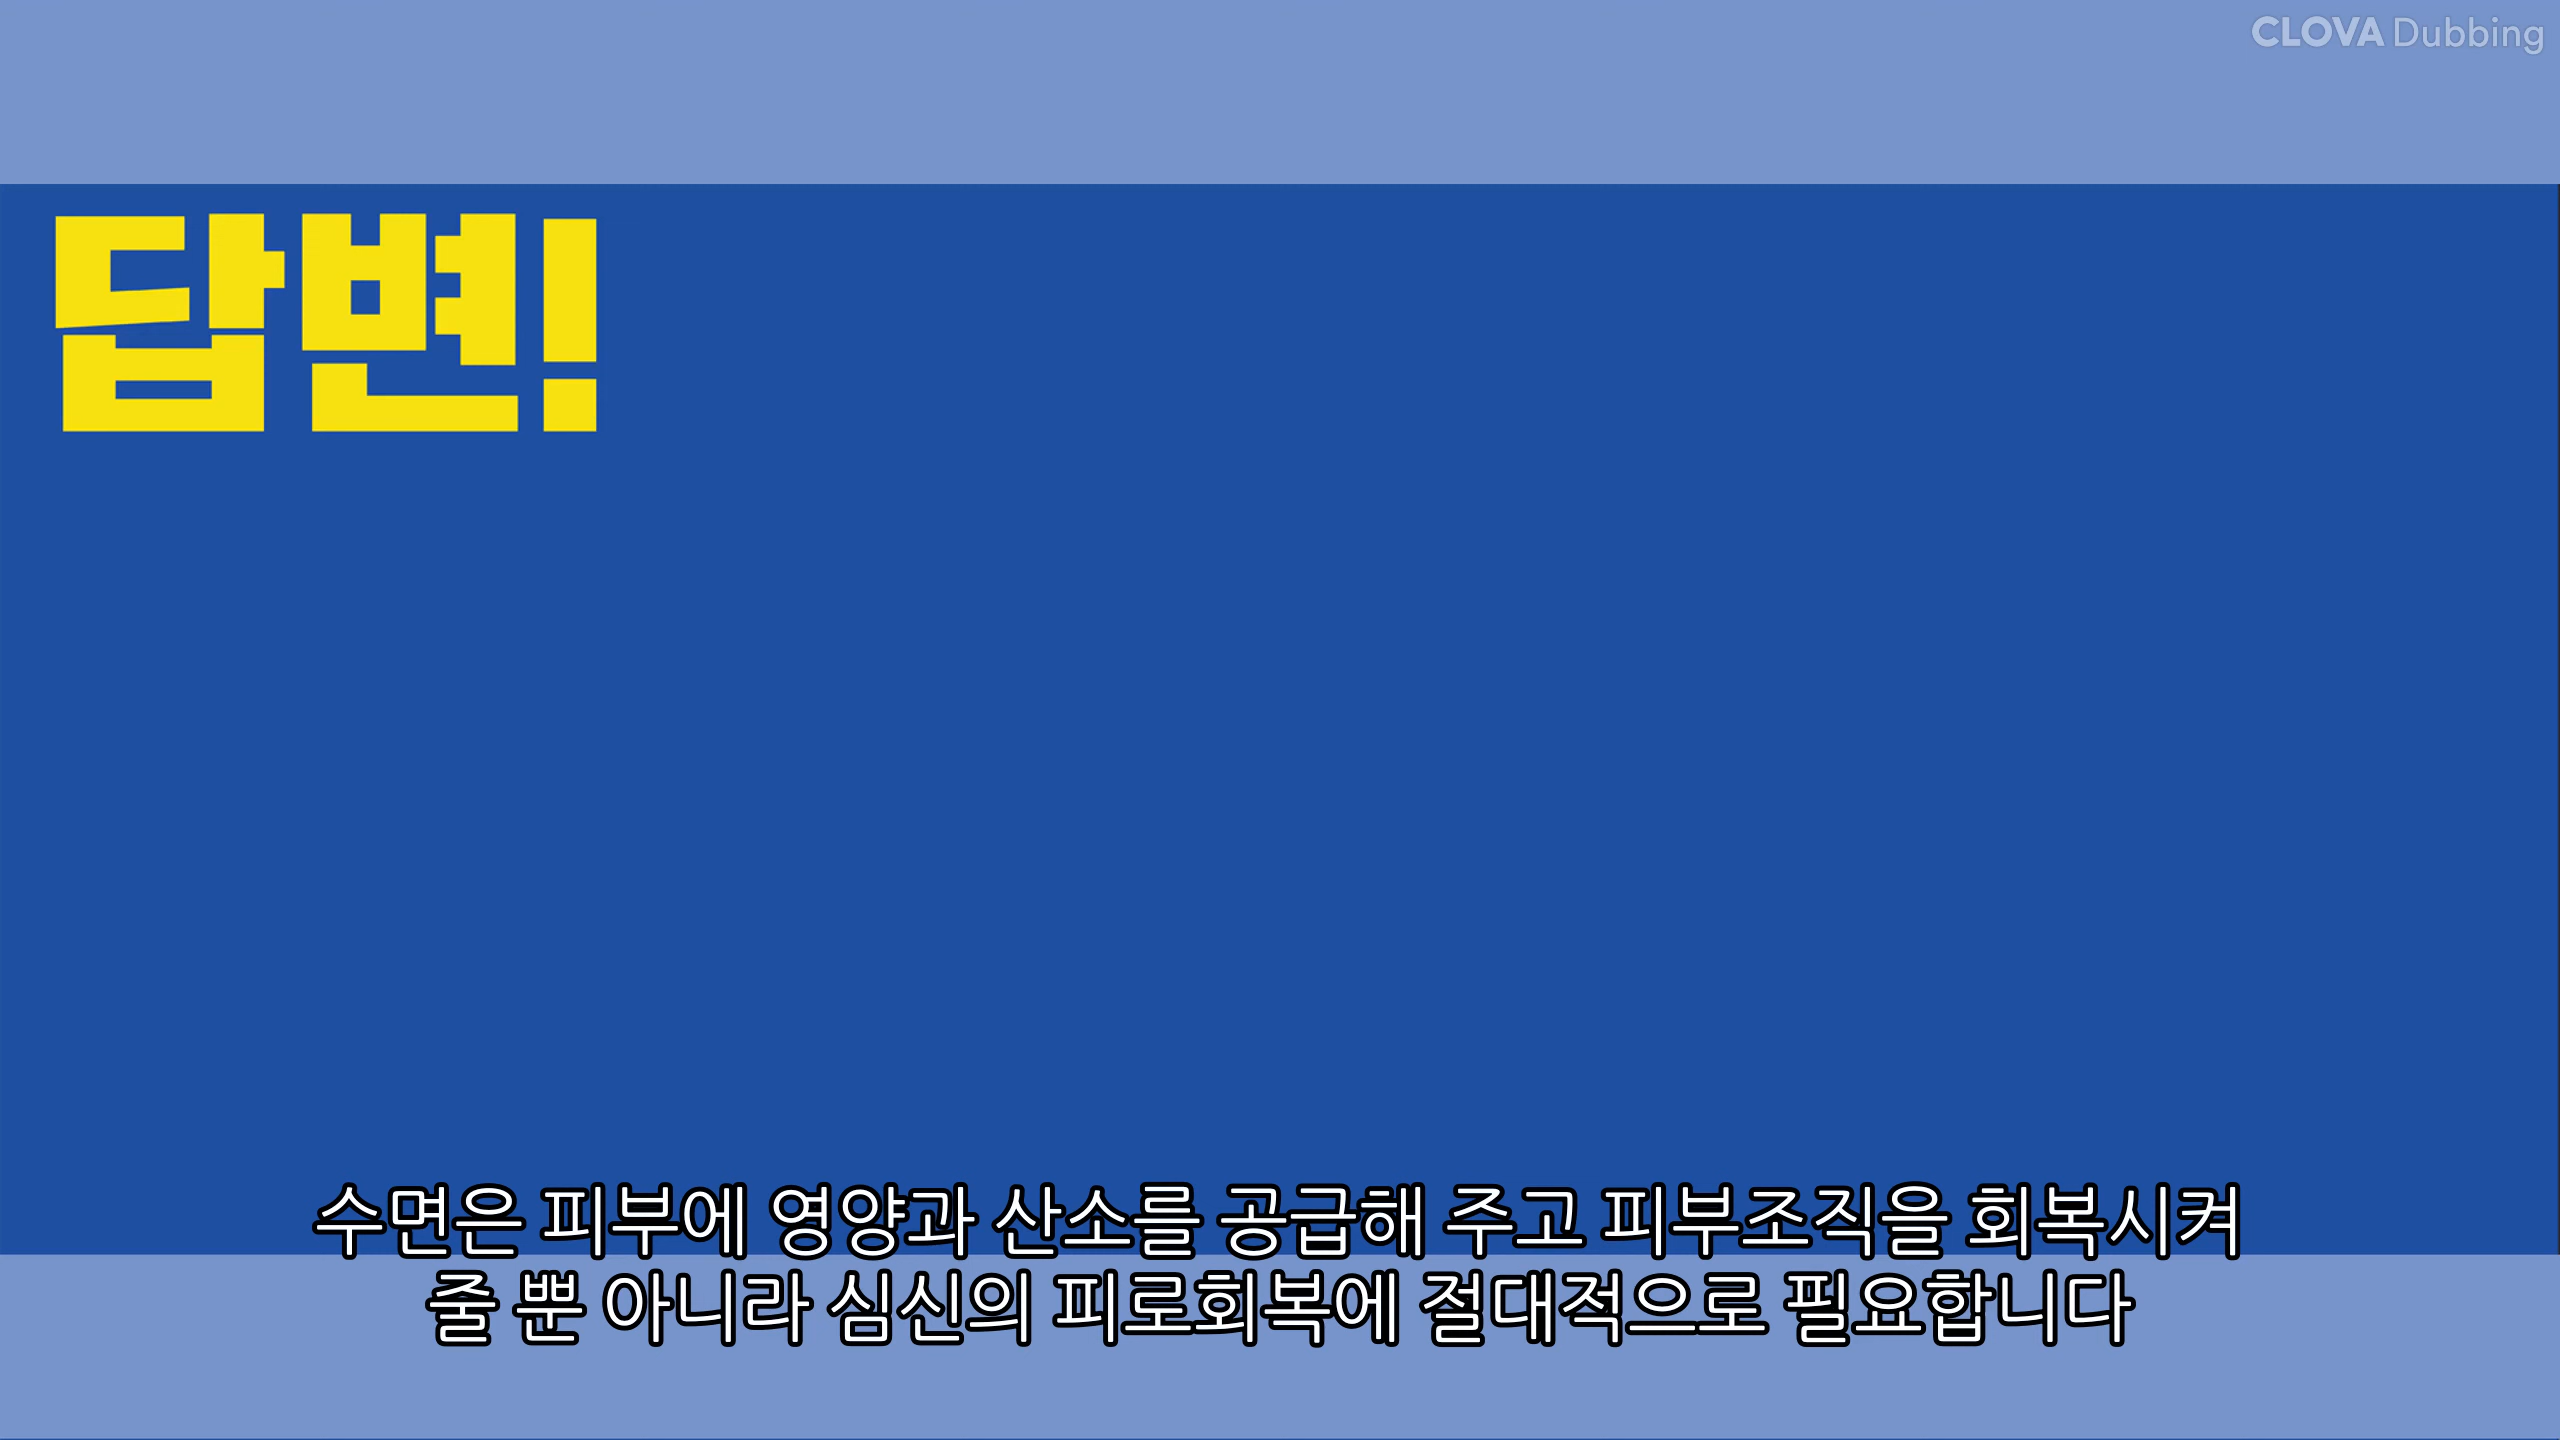 CLOVA Dubbing
답변!
수면은 피부에 영양과 산소를 공급해 주고 피부조직을 회복시켜
줄 뿐 아니라 심신의 피로회복에 절대적으로 필요합니다